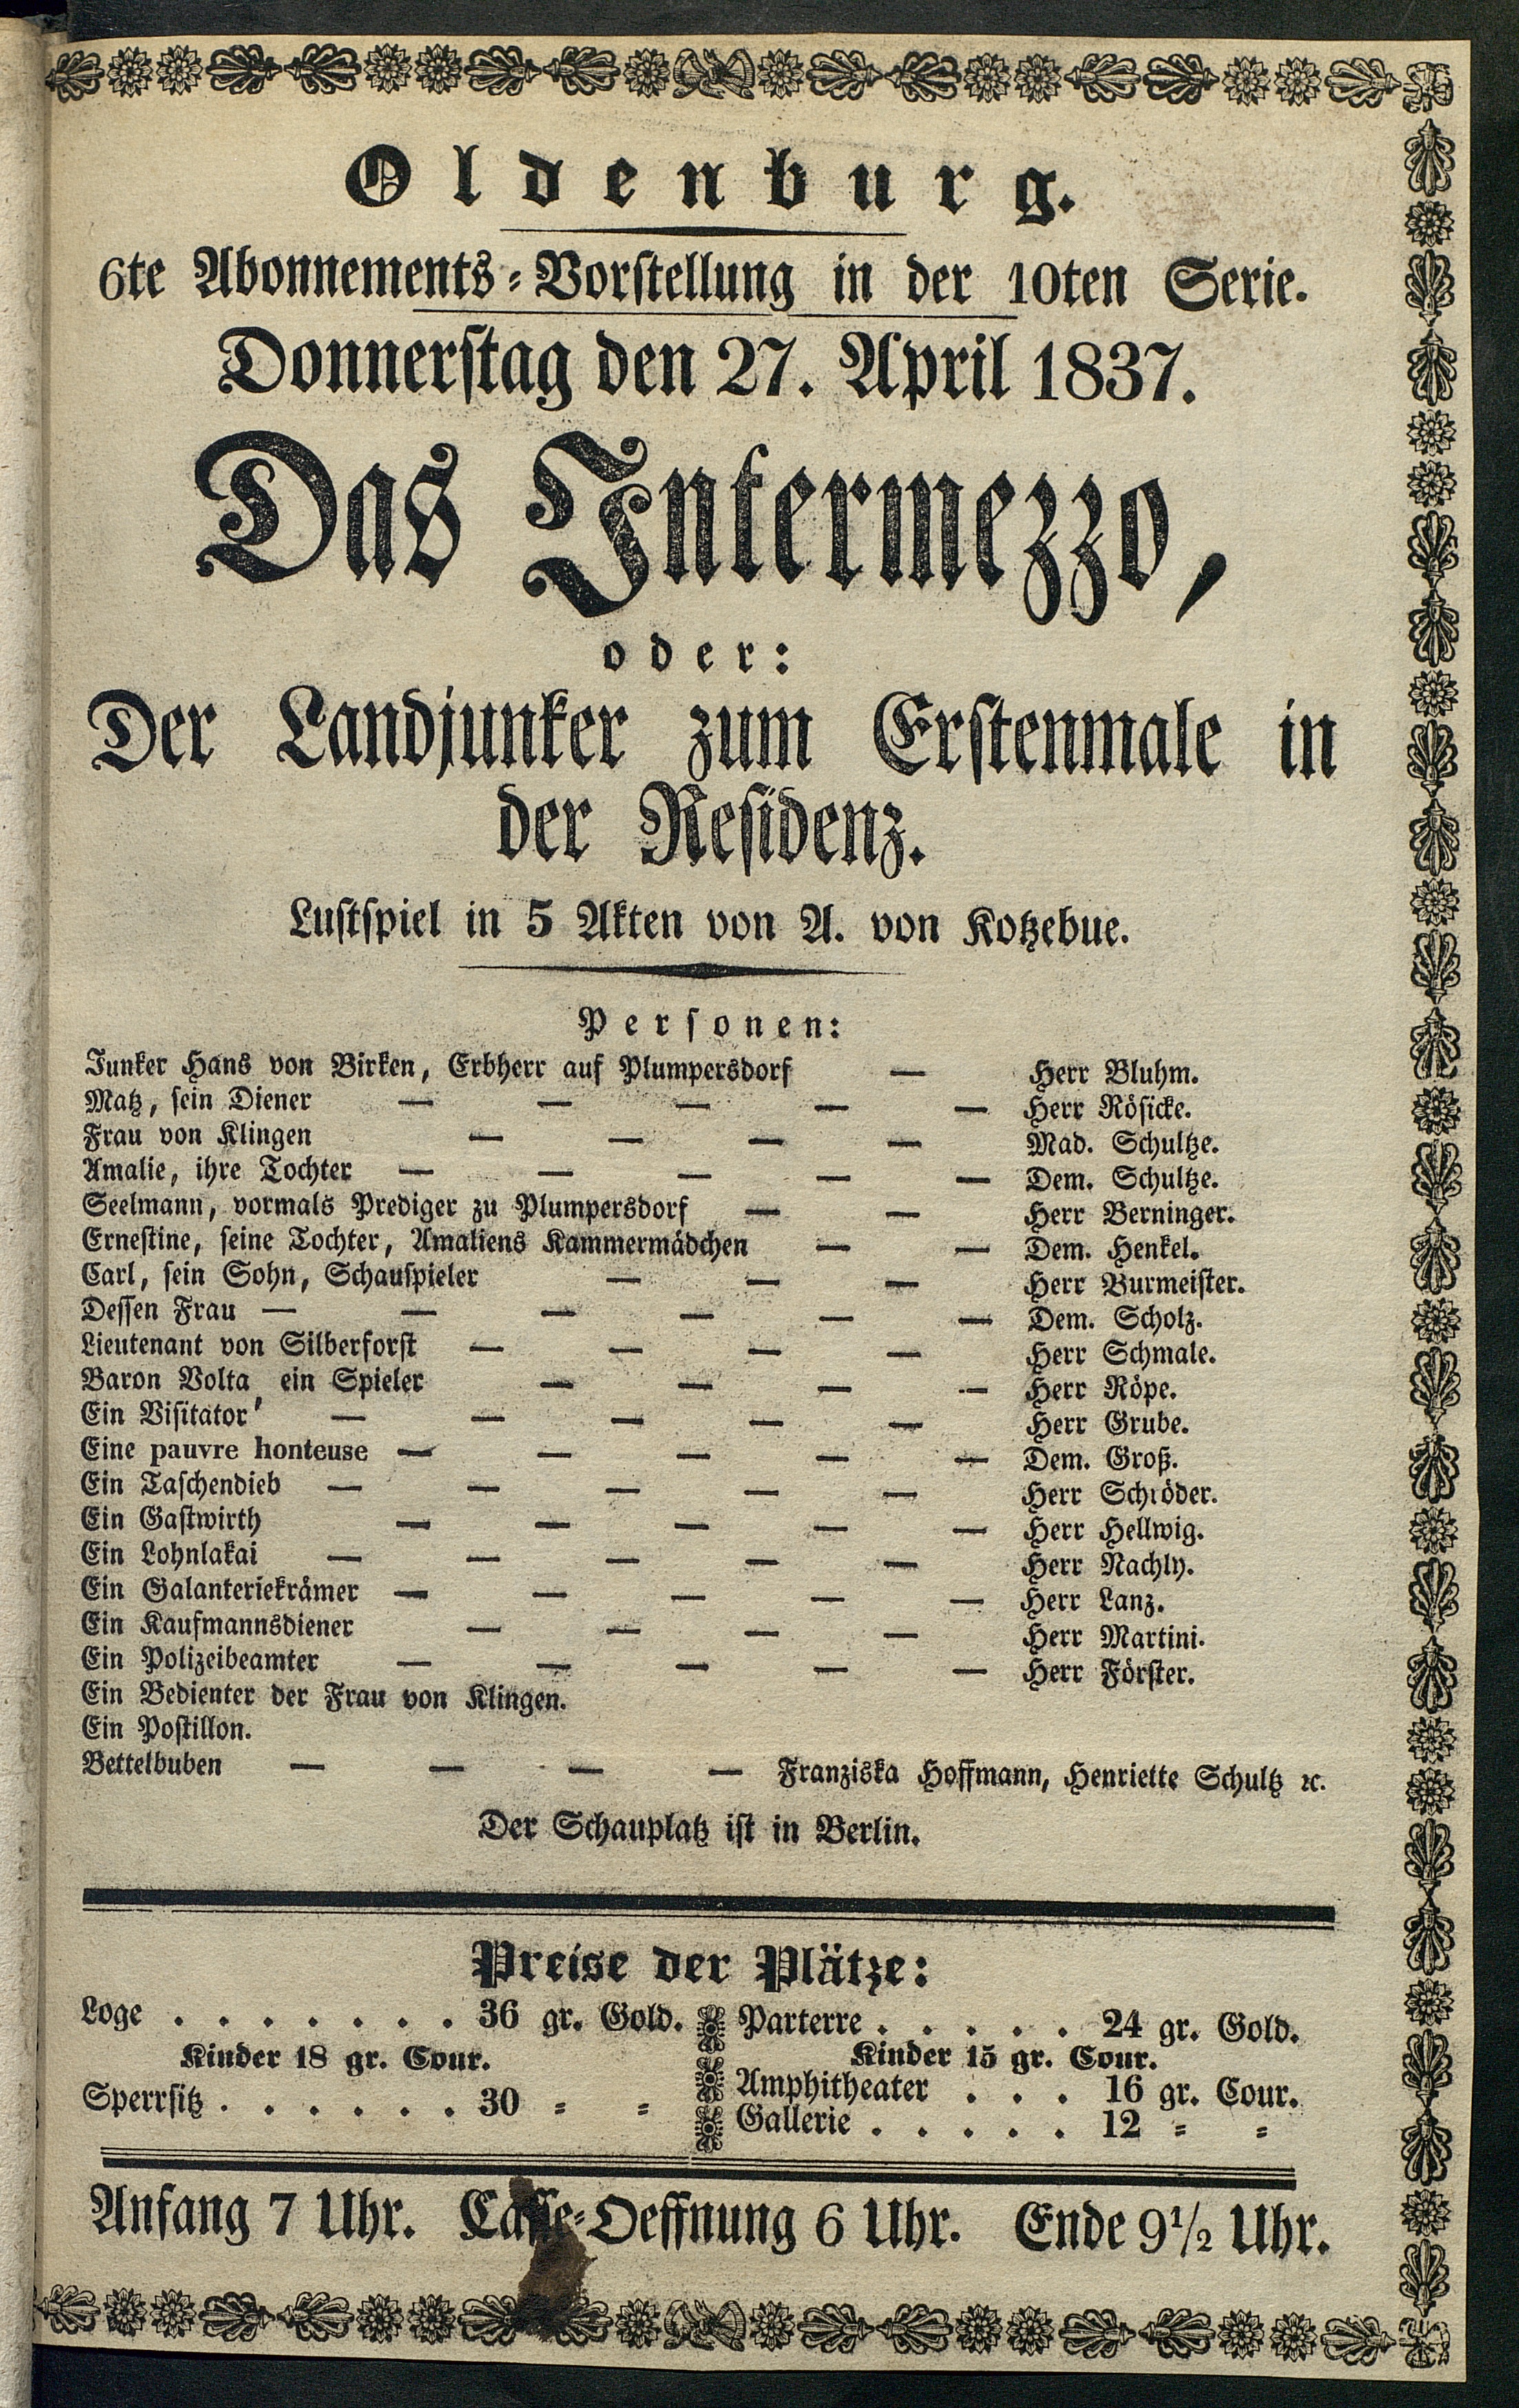 Oldenburg.
6te Abonnements-Vorstellung in der 10ten Serie.
Donnerstag den 27. April 1837.
Das Intermezzo,
oder:
Der Landjunker zum Erstenmale in
der Residenz.
Lustspiel in 5 Akten von A. von Kotzebue.
Personen:
Junker Hans von Birken, Erbherr auf Plumpersdorf — Herr Bluhm.
Matz, sein Diener — — — — — Herr Rösicke.
Frau von Klingen — — — — Mad. Schultze.
Amalie, ihre Tochter — — — — — Dem. Schultze.
Seelmann, vormals Prediger zu Plumpersdorf — — Herr Berninger.
Ernestine, seine Tochter, Amaliens Kammermädchen — — Dem. Henkel.
Carl, sein Sohn, Schauspieler — — — Herr Burmeister.
Dessen Frau — — — — — — Dem. Scholz.
Lieutenant von Silberforst — — — — Herr Schmale.
Baron Volta, ein Spieler — — — — Herr Röpe.
Ein Visitator — — — — — Herr Grube.
Eine pauvre honteuse — — — — — Dem. Groß.
Ein Taschendieb — — — — — Herr Schröder.
Ein Gastwirth — — — — — Herr Hellwig.
Ein Lohnlakai — — — — — Herr Nachly.
Ein Galanteriekrämer — — — — — Herr Lanz.
Ein Kaufmannsdiener — — — — Herr Martini.
Ein Polizeibeamter — — — — — Herr Förster.
Ein Bedienter der Frau von Klingen.
Ein Postillon.
Bettelbuben — — — — Franziska Hoffmann, Henriette Schultz ꝛc.
Der Schauplatz ist in Berlin.
Preise der Plätze:
Loge . . . . . . . 36 gr. Gold.
Kinder 18 gr. Cour.
Sperrsitz . . . . . . 30 = =
Parterre . . . . . 24 gr. Gold.
Kinder 15 gr. Cour.
Amphitheater . . . 16 gr. Cour.
Gallerie . . . . . 12 = =
Anfang 7 Uhr. Casse-Oeffnung 6 Uhr. Ende 9½ Uhr.